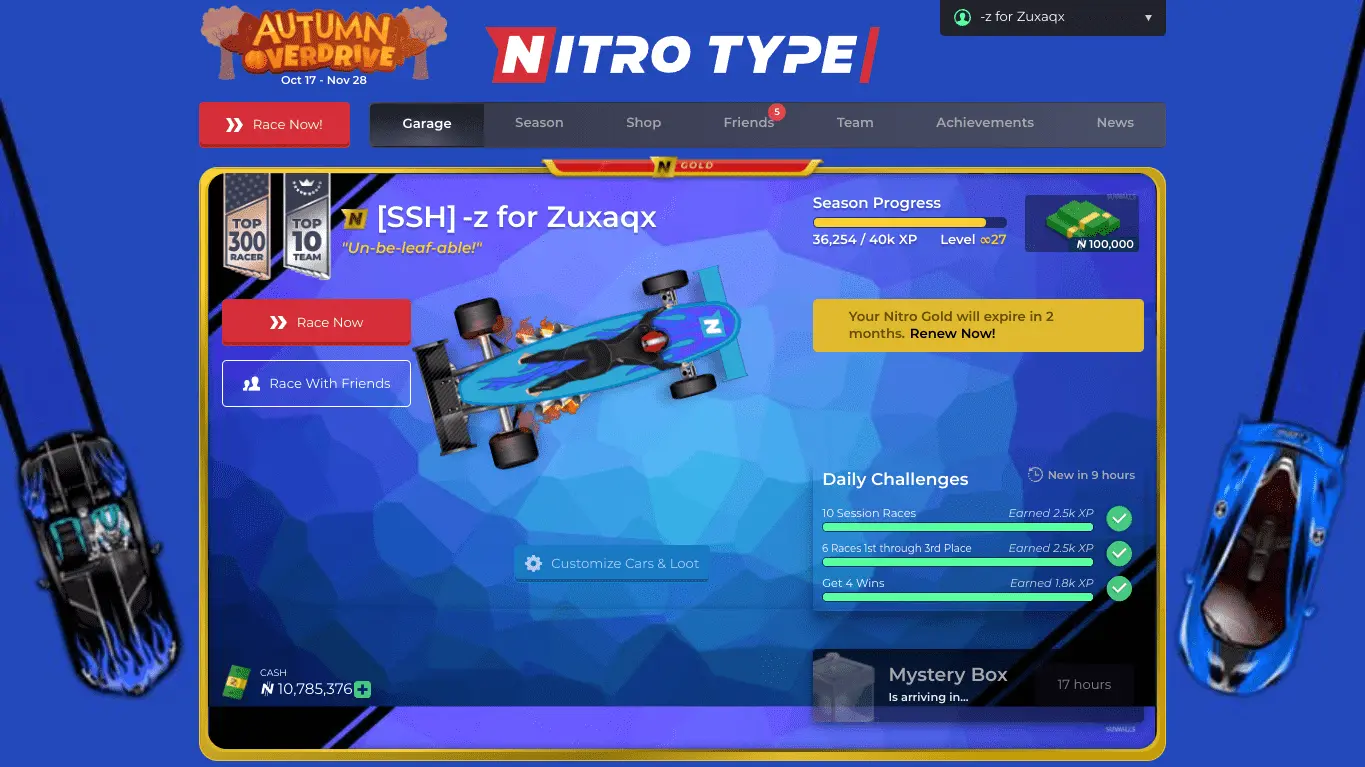 AUTUMN
OVERDRIVE
Oct 17 - Nov 28
NITRO TYPE
-z for Zuxaqx
Race Now!
Garage
Season
Shop
Friends
5
Team
Achievements
News
N GOLD
TOP
300
RACER
TOP
10
TEAM
N [SSH] -z for Zuxaqx
"Un-be-leaf-able!"
Season Progress
36,254 / 40k XP
Level ∞27
N 100,000
Race Now
Race With Friends
Your Nitro Gold will expire in 2
months. Renew Now!
N
Daily Challenges
New in 9 hours
10 Session Races
Earned 2.5k XP
6 Races 1st through 3rd Place
Earned 2.5k XP
Get 4 Wins
Earned 1.8k XP
Customize Cars & Loot
CASH
N 10,785,376
Mystery Box
Is arriving in...
17 hours